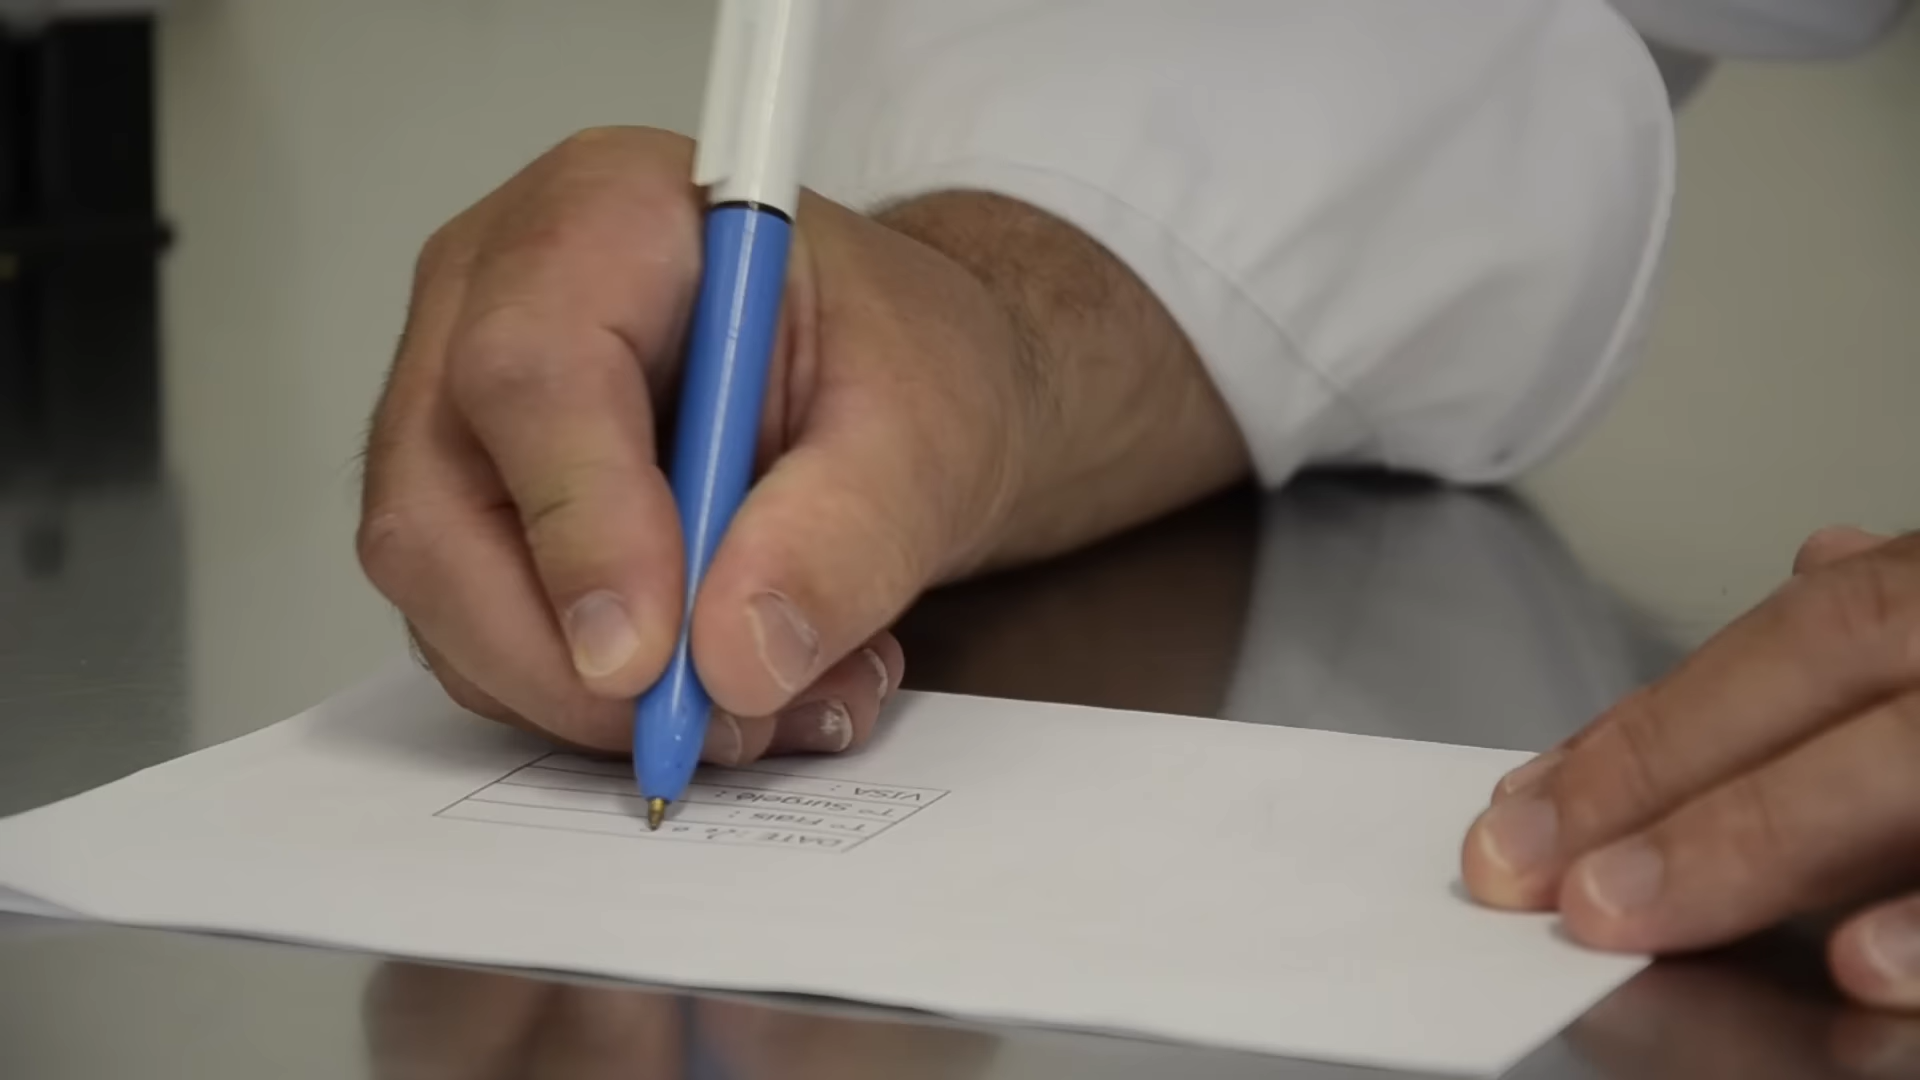 DATE :
T° Frais :
T° Surgelé :
VISA :